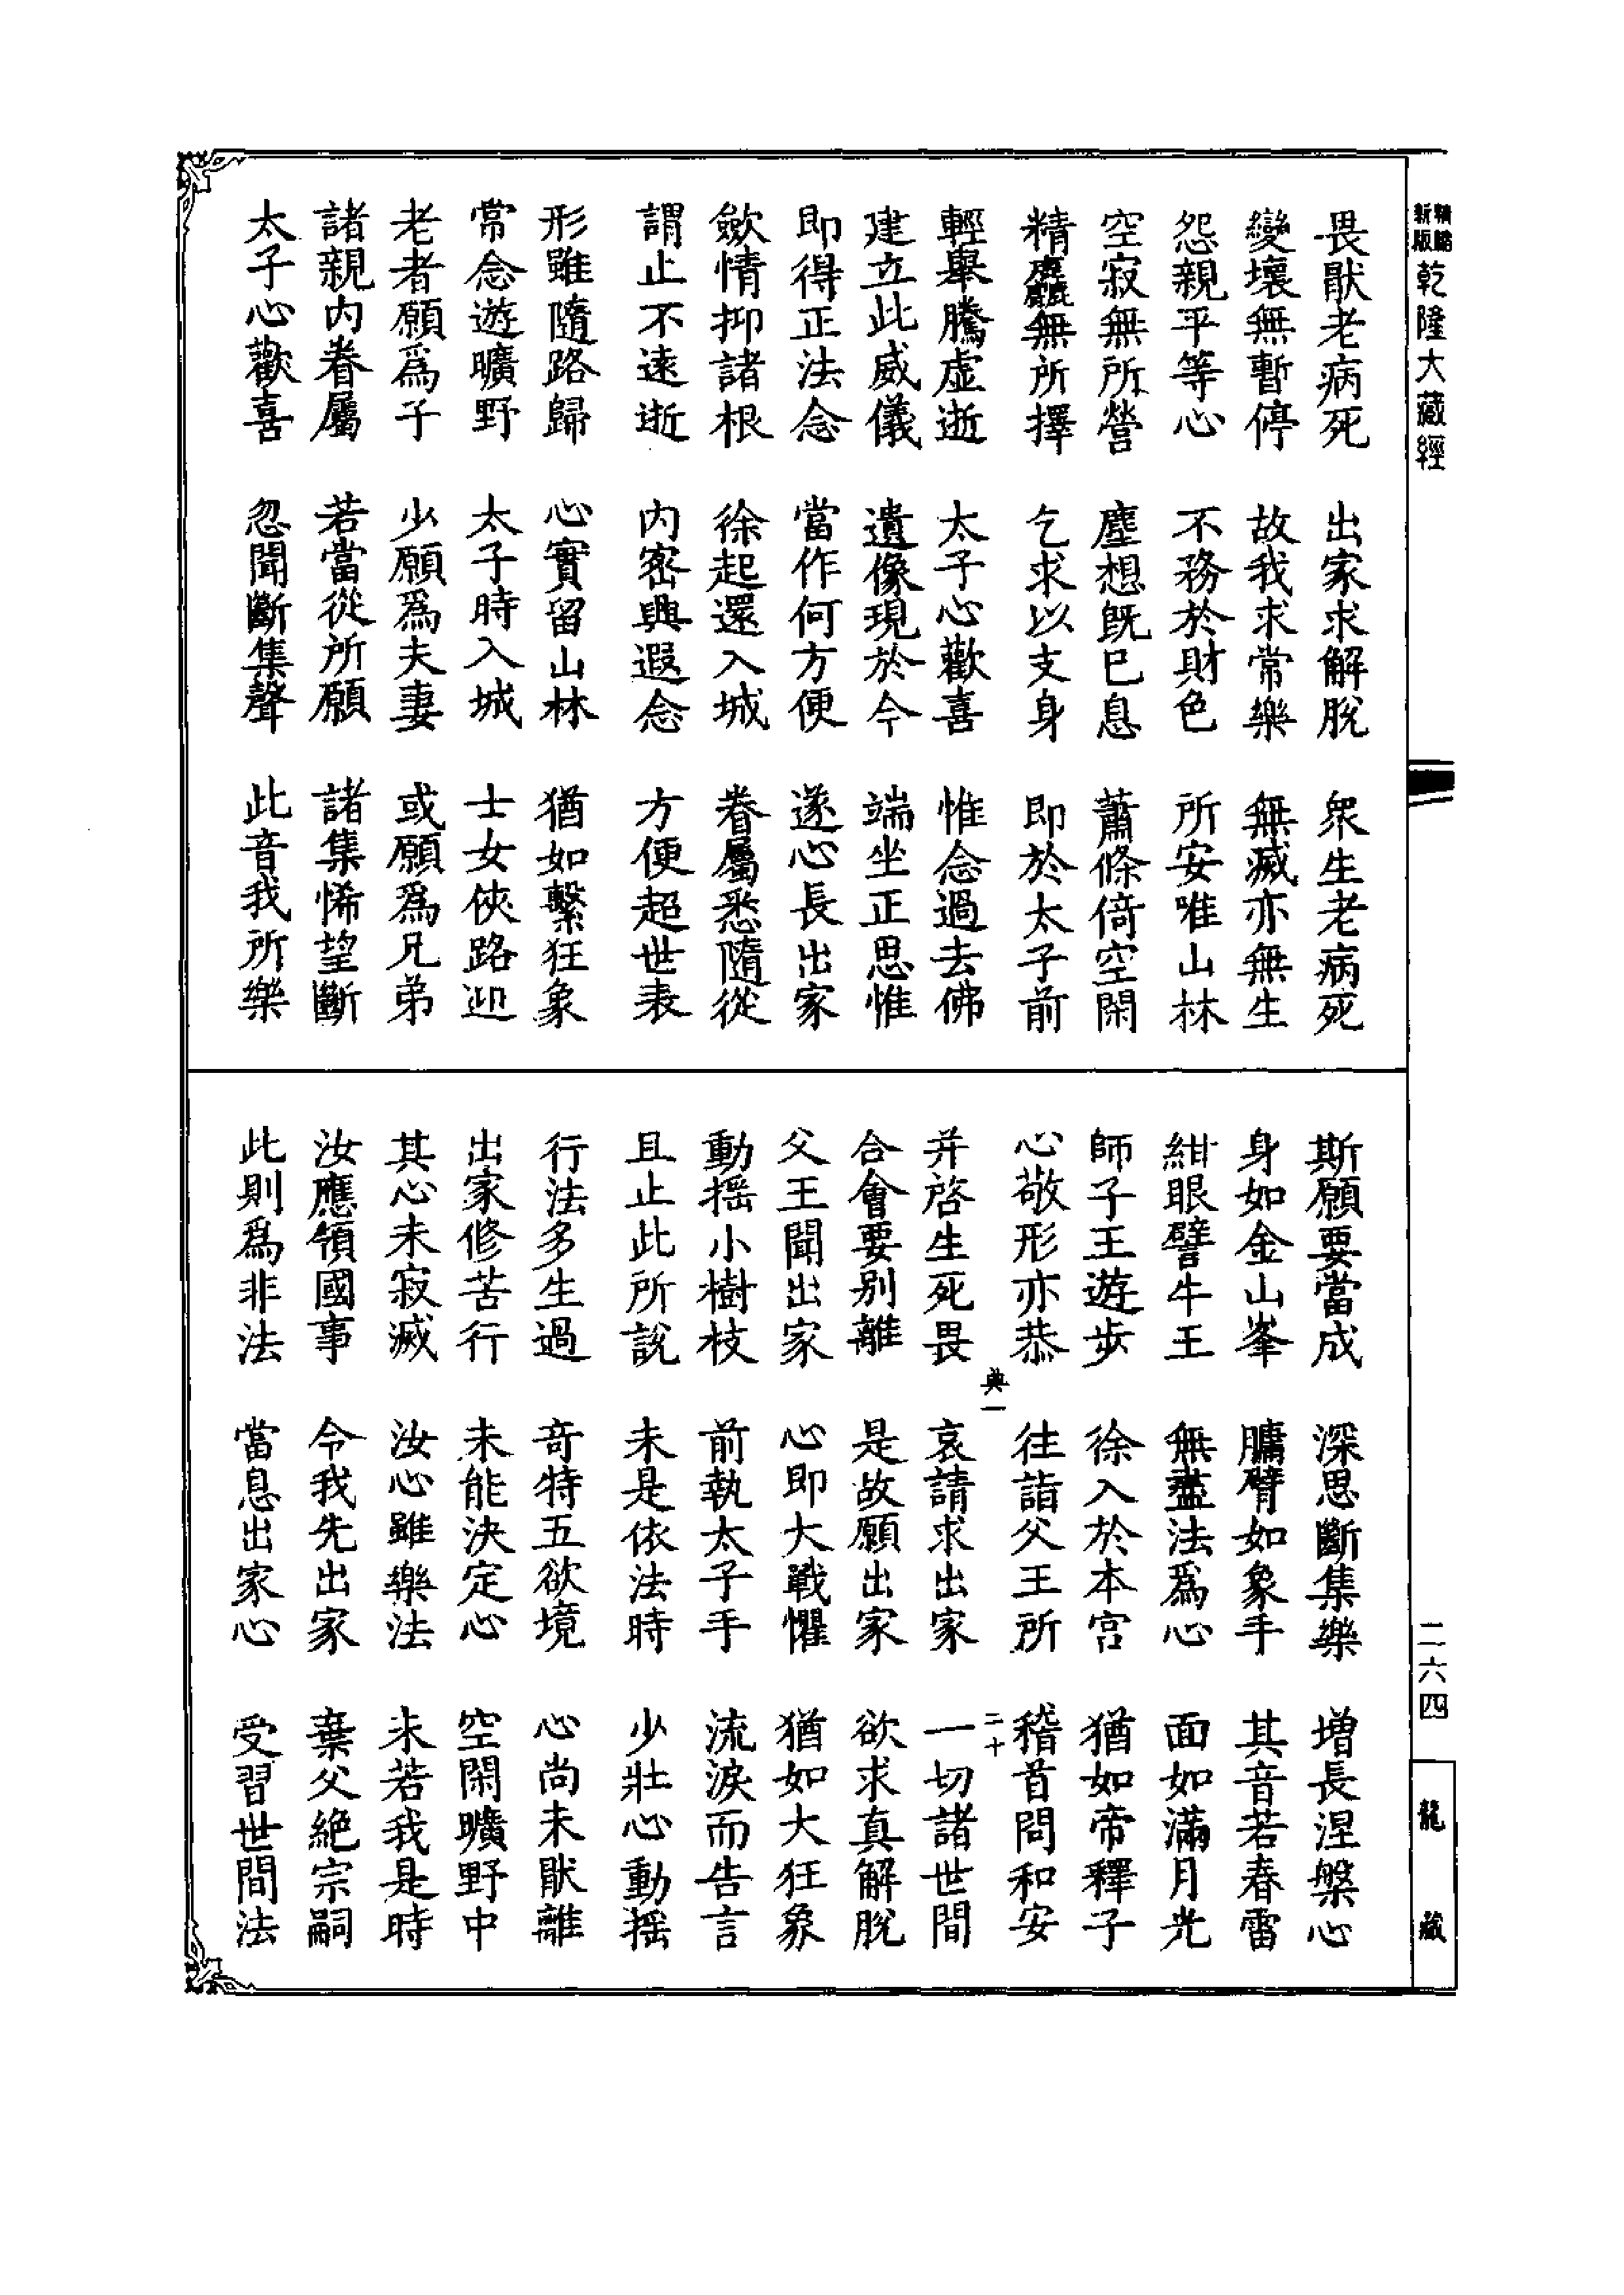 精縮新版乾隆大藏經
畏猒老病死　出家求解脫　衆生老病死
變壞無暫停　故我求常樂　無滅亦無生
怨親平等心　不務於財色　所安唯山林
空寂無所營　塵想既已息　蕭條倚空閑
精麤無所擇　乞求以支身　即於太子前
輕舉騰虛逝　太子心歡喜　惟念過去佛
建立此威儀　遺像現於今　端坐正思惟
即得正法念　當作何方便　遂心長出家
歛情抑諸根　徐起還入城　眷屬悉隨從
謂止不遠逝　內密興遐念　方便超世表
形雖隨路歸　心實留山林　猶如繫狂象
常念遊曠野　太子時入城　士女俠路迎
老者願爲子　少願爲夫妻　或願爲兄弟
諸親內眷屬　若當從所願　諸集悕望斷
太子心歡喜　忽聞斷集聲　此音我所樂
斯願要當成　深思斷集樂　增長涅槃心
身如金山峯　臃臂如象手　其音若春雷
紺眼譬牛王　無盡法爲心　面如滿月光
師子王遊步　徐入於本宮　猶如帝釋子
心敬形亦恭　往詣父王所　稽首問和安
典一　二十
并啓生死畏　哀請求出家　一切諸世間
合會要別離　是故願出家　欲求真解脫
父王聞出家　心即大戰懼　猶如大狂象
動搖小樹枝　前執太子手　流淚而告言
且止此所說　未是依法時　少壯心動搖
行法多生過　奇特五欲境　心尚未猒離
出家修苦行　未能決定心　空閑曠野中
其心未寂滅　汝心雖樂法　未若我是時
汝應領國事　令我先出家　棄父絕宗嗣
此則爲非法　當息出家心　受習世間法
二六四
龍藏